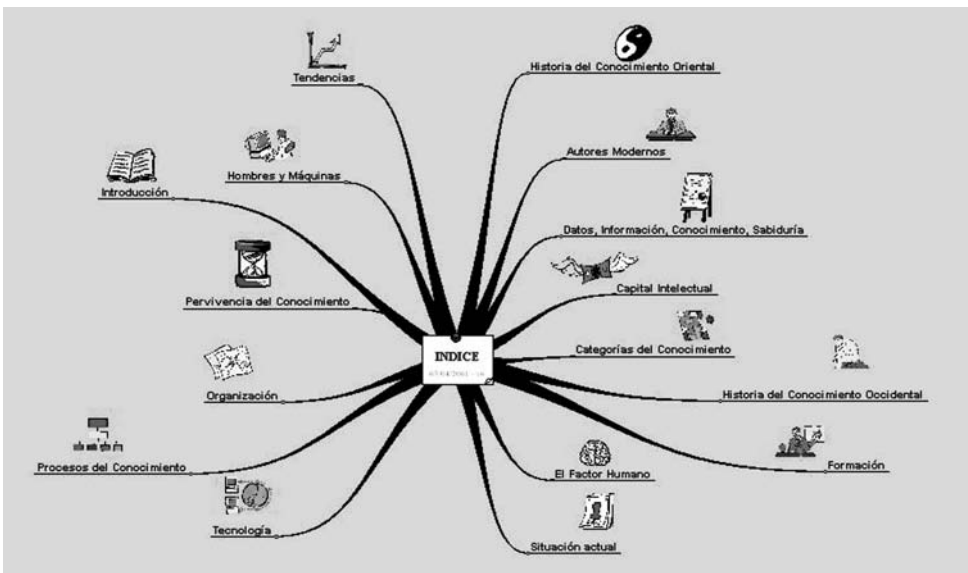 Tendencias
Historia del Conocimiento Oriental
Autores Modernos
Hombres y Máquinas
Introducción
Datos, Información, Conocimiento, Sabiduría
Capital Intelectual
Pervivencia del Conocimiento
INDICE
Categorías del Conocimiento
Organización
Historia del Conocimiento Occidental
Procesos del Conocimiento
Formación
El Factor Humano
Tecnología
Situación actual